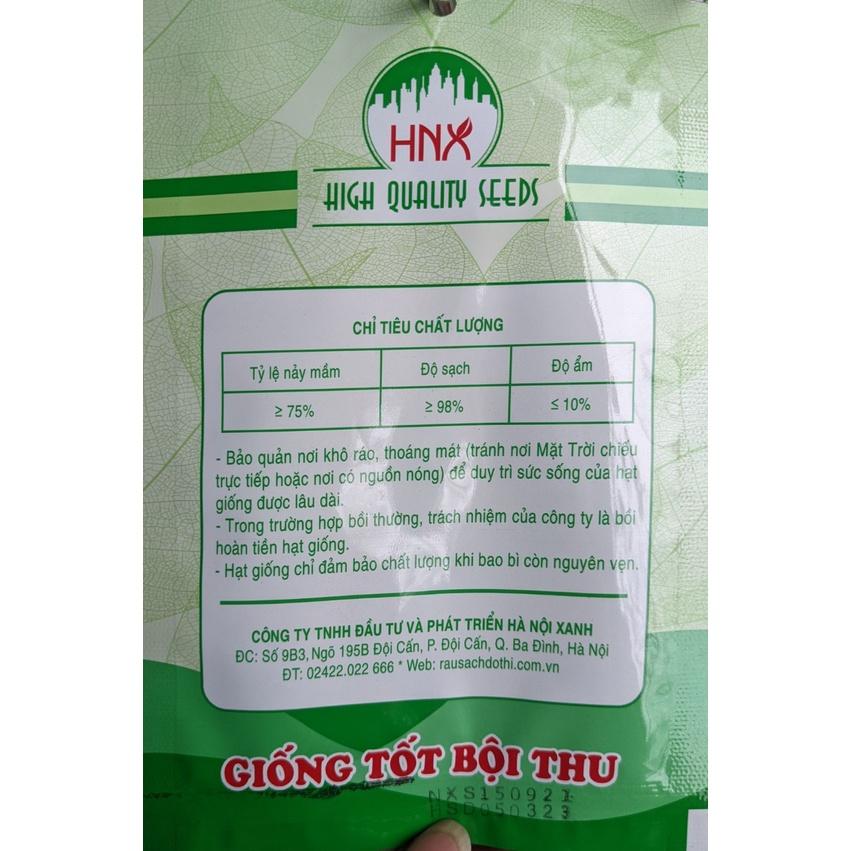 HNX
HIGH QUALITY SEEDS
CHỈ TIÊU CHẤT LƯỢNG
Tỷ lệ nảy mầm Độ sạch Độ ẩm
≥ 75% ≥ 98% ≤ 10%
- Bảo quản nơi khô ráo, thoáng mát (tránh nơi Mặt Trời chiếu
trực tiếp hoặc nơi có nguồn nóng) để duy trì sức sống của hạt
giống được lâu dài.
- Trong trường hợp bồi thường, trách nhiệm của công ty là bồi
hoàn tiền hạt giống.
- Hạt giống chỉ đảm bảo chất lượng khi bao bì còn nguyên vẹn.
CÔNG TY TNHH ĐẦU TƯ VÀ PHÁT TRIỂN HÀ NỘI XANH
ĐC: Số 9B3, Ngõ 195B Đội Cấn, P. Đội Cấn, Q. Ba Đình, Hà Nội
ĐT: 02422.022 666 * Web: rausachdothi.com.vn
GIỐNG TỐT BỘI THU
NXS150921
HSD050323